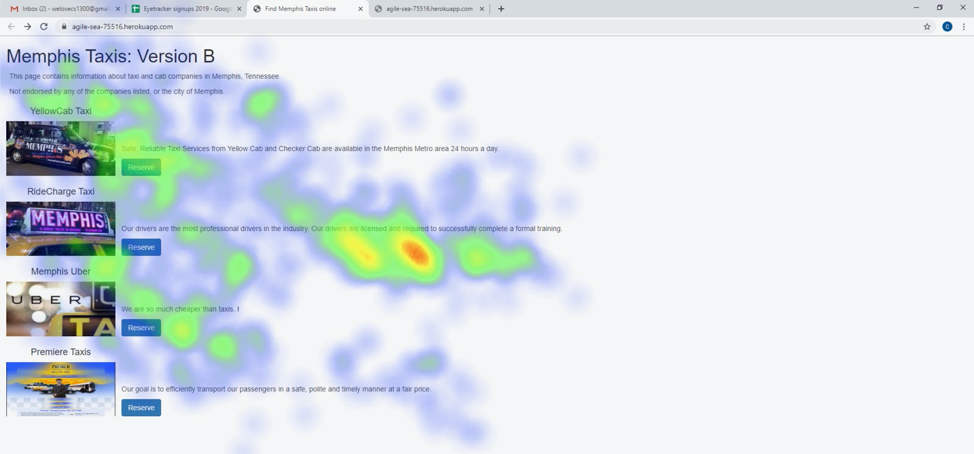 Inbox (2) - welovecs1300@gmai
Eyetracker signups 2019 - Googl
Find Memphis Taxis online
agile-sea-75516.herokuapp.com
agile-sea-75516.herokuapp.com
C
Memphis Taxis: Version B
This page contains information about taxi and cab companies in Memphis, Tennessee.
Not endorsed by any of the companies listed, or the city of Memphis.
YellowCab Taxi
MEMPHIS
Safe, Reliable Taxi Services from Yellow Cab and Checker Cab are available in the Memphis Metro area 24 hours a day.
Reserve
RideCharge Taxi
MEMPHIS
Our drivers are the most professional drivers in the industry. Our drivers are licensed and required to successfully complete a formal training.
Reserve
Memphis Uber
UBER
TA
We are so much cheaper than taxis..!
Reserve
Premiere Taxis
Our goal is to efficiently transport our passengers in a safe, polite and timely manner at a fair price.
Reserve